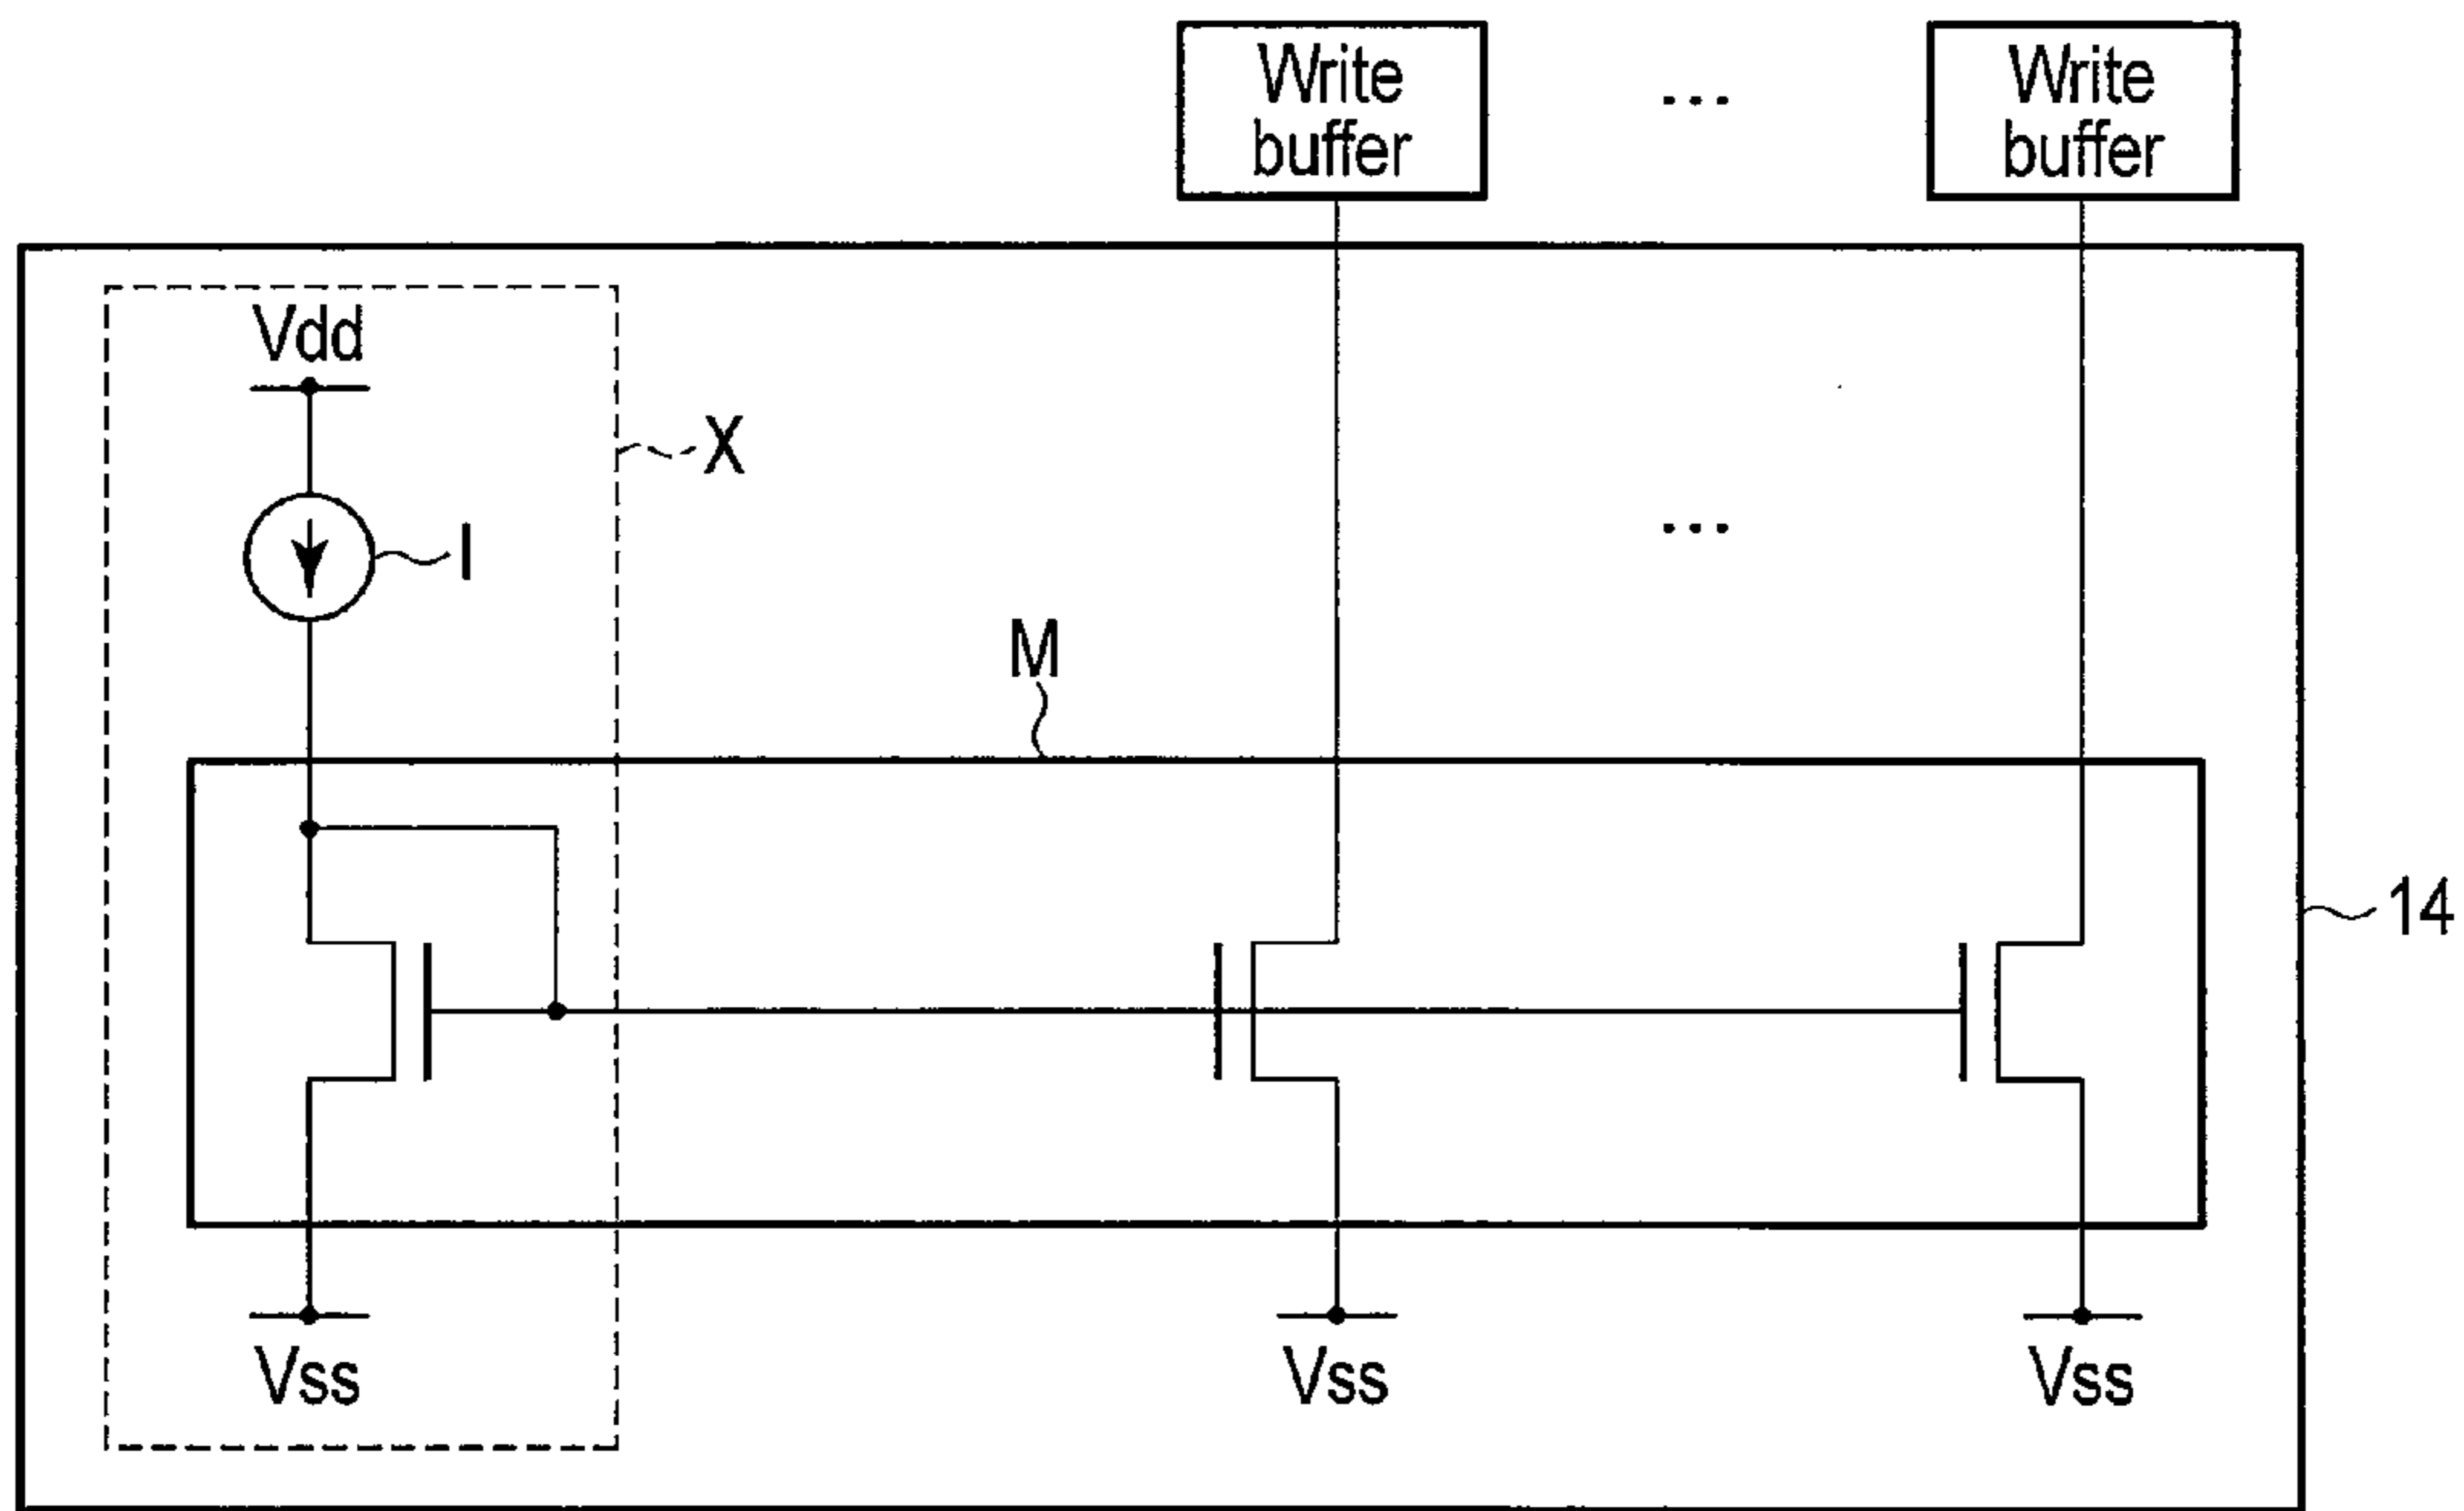 Write
buffer
...
Write
buffer
Vdd
X
I
...
M
14
Vss
Vss
Vss